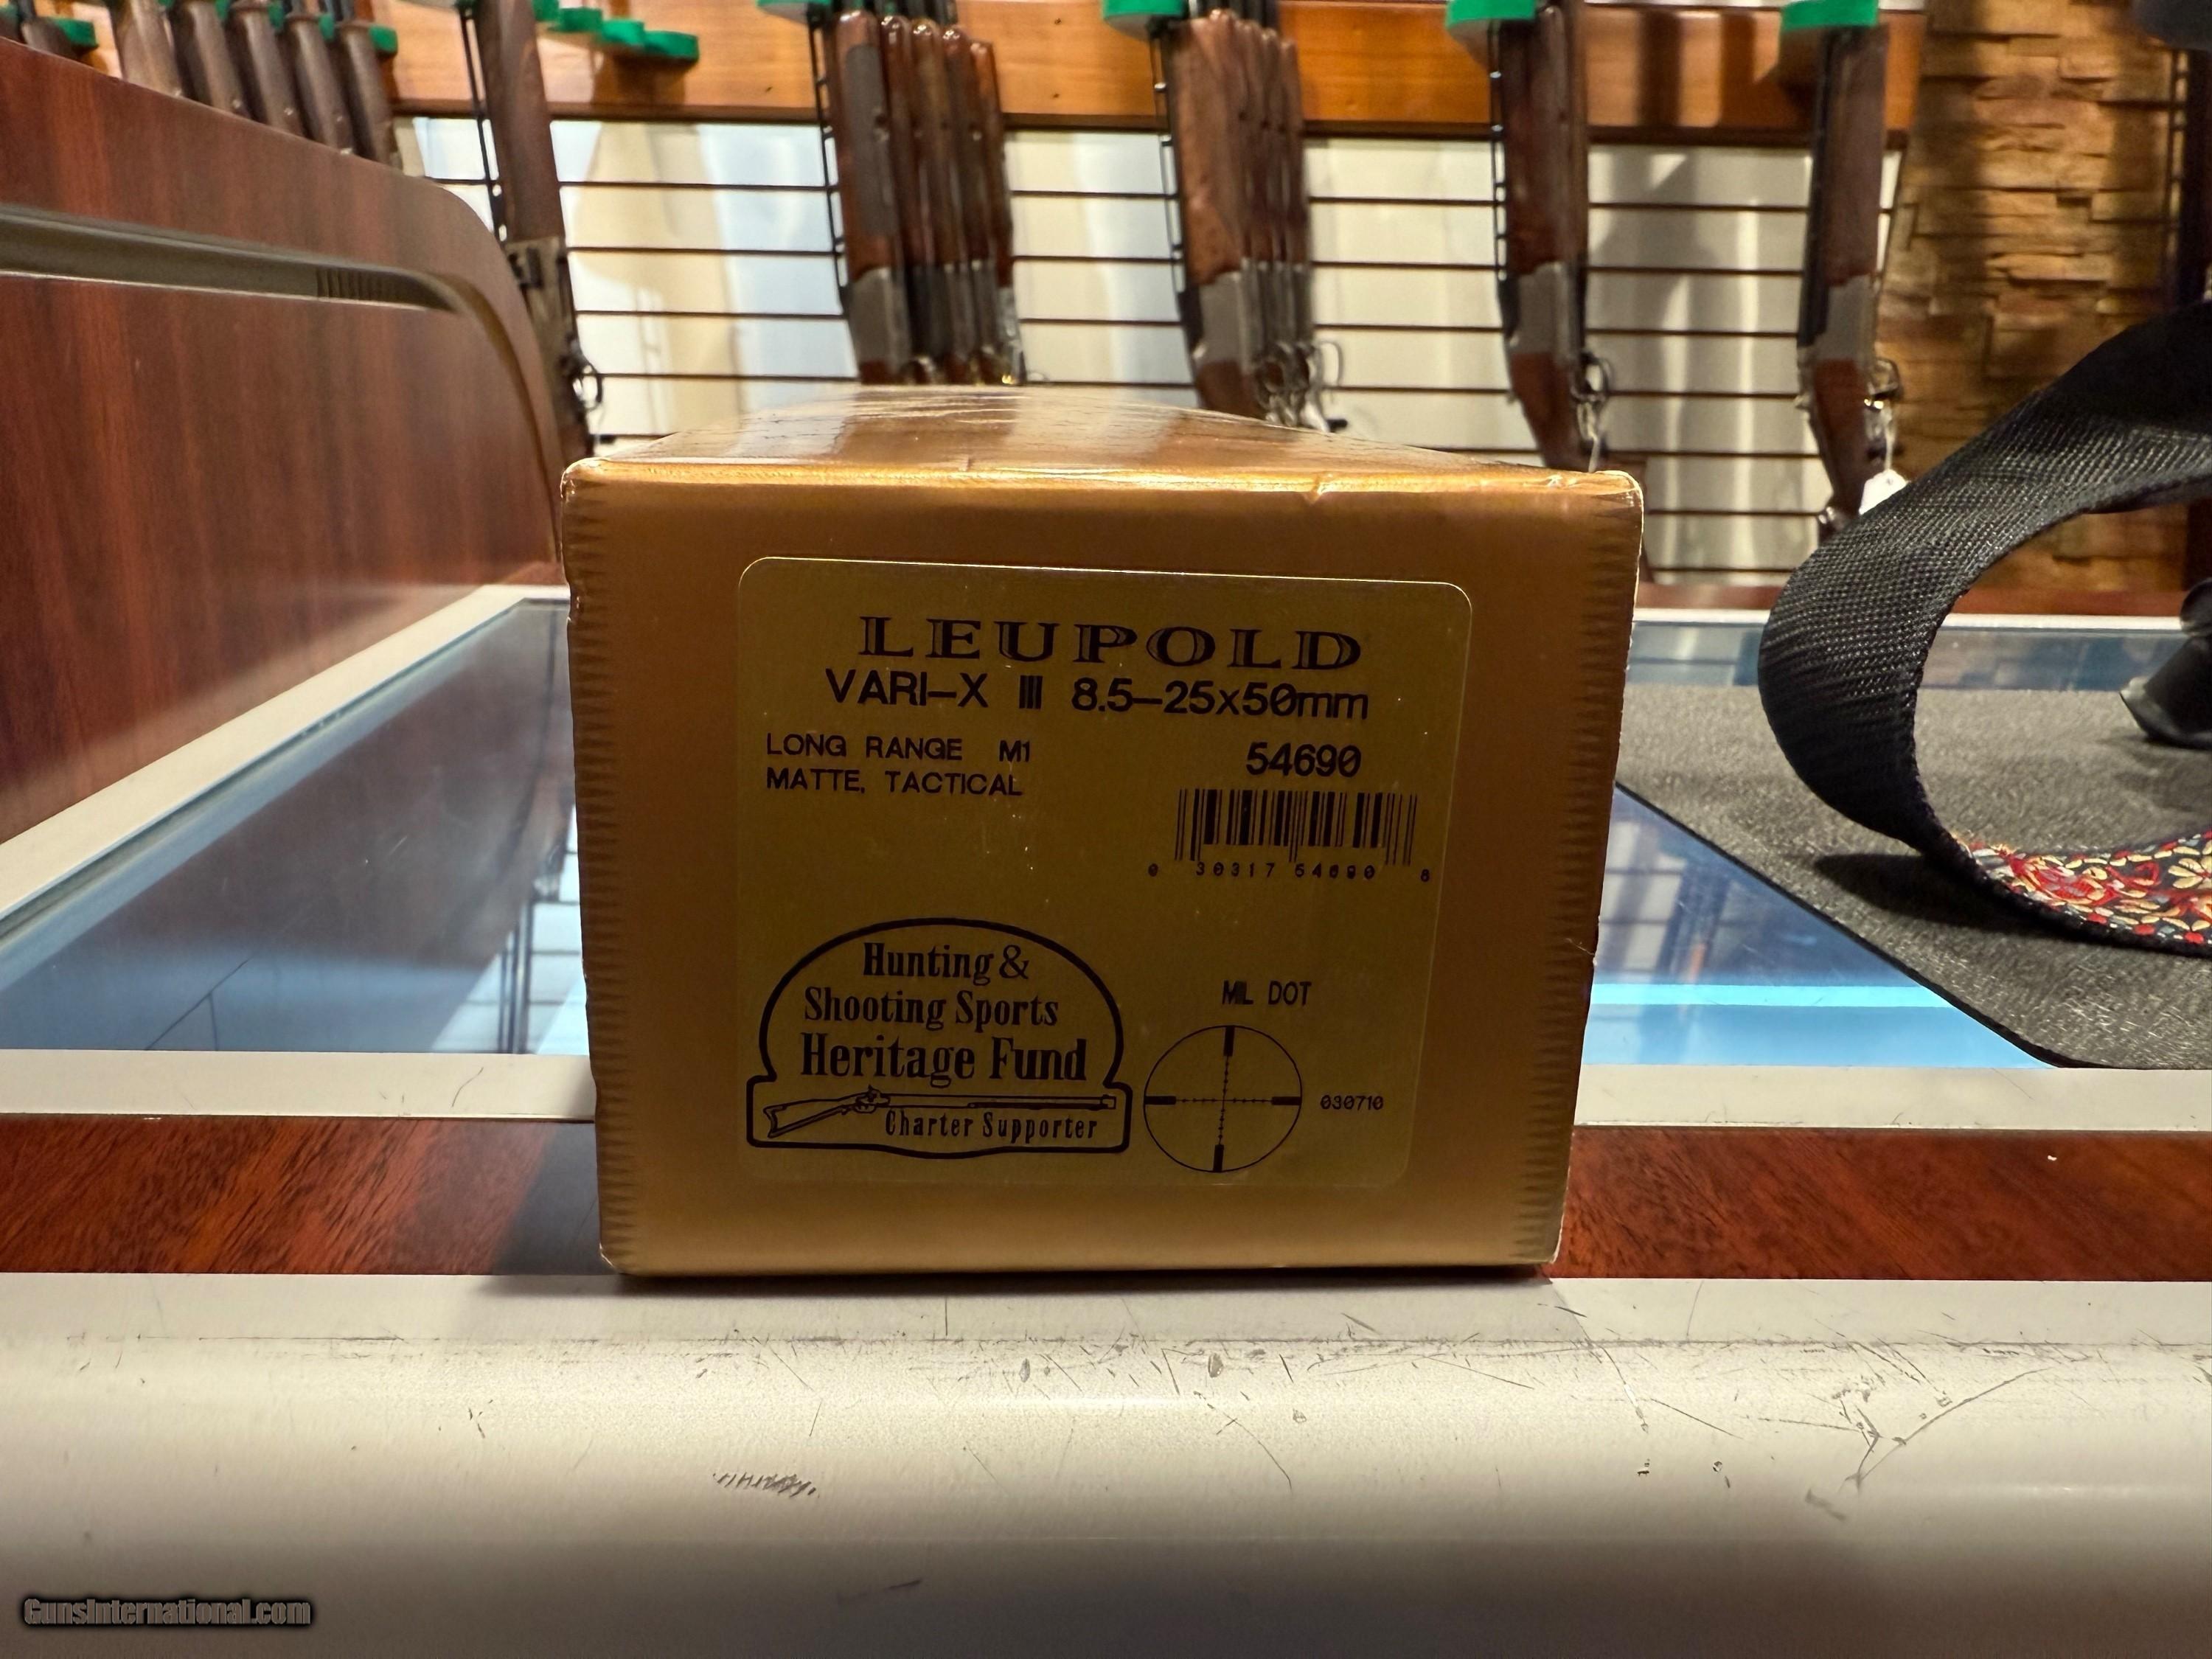 LEUPOLD
VARI-X III 8.5-25x50mm
LONG RANGE M1
MATTE, TACTICAL
54690
0 30317 54690 8
Hunting &
Shooting Sports
Heritage Fund
Charter Supporter
MIL DOT
030710
GunsInternational.com